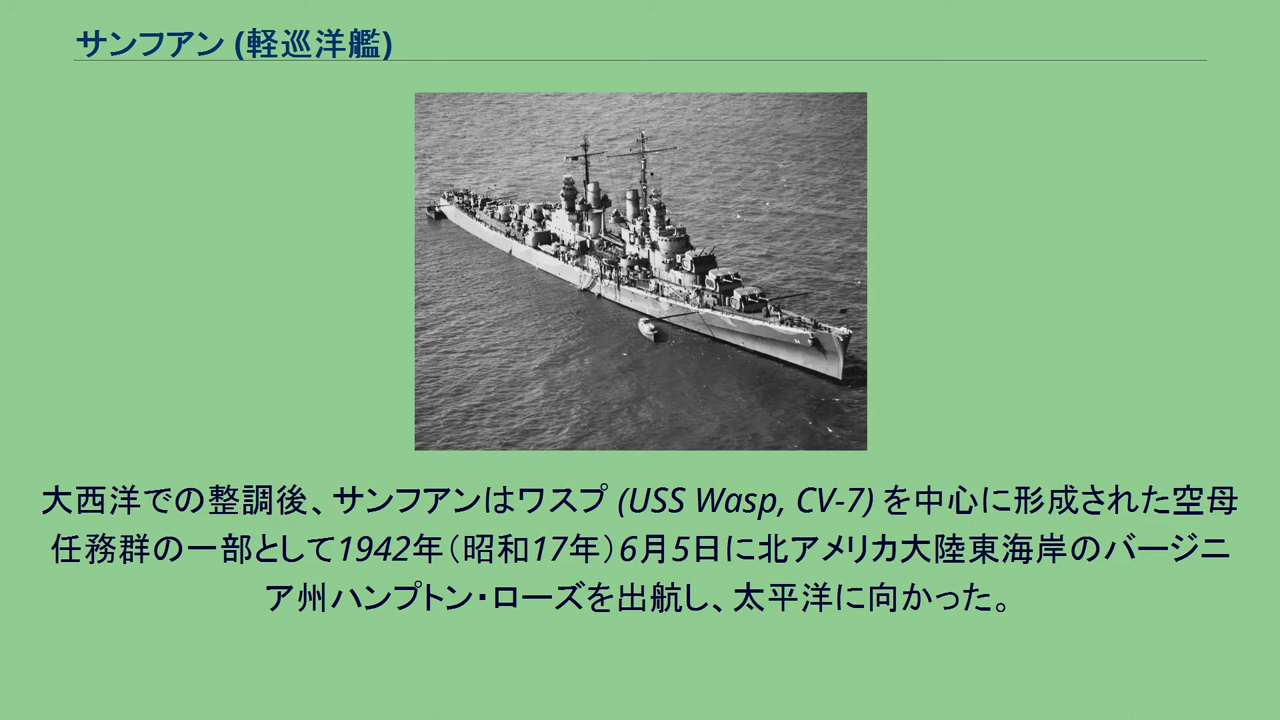 サンフアン (軽巡洋艦)
大西洋での整調後、サンフアンはワスプ (USS Wasp, CV-7) を中心に形成された空母
任務群の一部として1942年（昭和17年）6月5日に北アメリカ大陸東海岸のバージニ
ア州ハンプトン・ローズを出航し、太平洋に向かった。